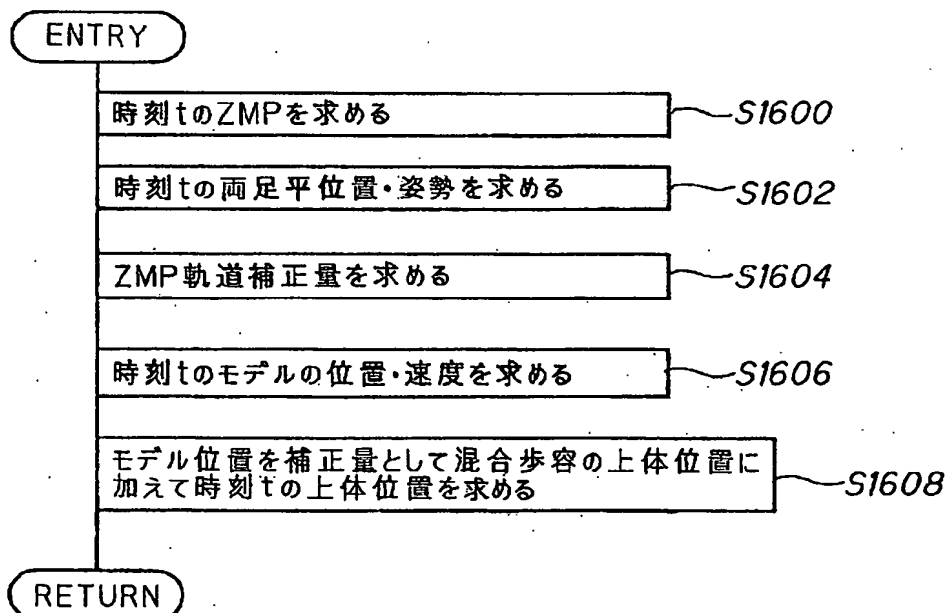 ENTRY
時刻tのZMPを求める
S1600
時刻tの両足平位置・姿勢を求める
S1602
ZMP軌道補正量を求める
S1604
時刻tのモデルの位置・速度を求める
S1606
モデル位置を補正量として混合歩容の上体位置に
加えて時刻tの上体位置を求める
S1608
RETURN